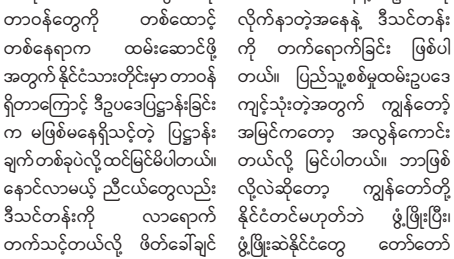 တာဝန်တွေကို တစ်ထောင့်
တစ်နေရာက ထမ်းဆောင်ဖို့
အတွက် နိုင်ငံသားတိုင်းမှာ တာဝန်
ရှိတာကြောင့် ဒီဥပဒေပြဋ္ဌာန်းခြင်း
က မဖြစ်မနေရှိသင့်တဲ့ ပြဋ္ဌာန်း
ချက် တစ်ခုပဲလို့ ထင်မြင်မိပါတယ်။
နောင်လာမယ့် ညီငယ်တွေလည်း
ဒီသင်တန်းကို လာရောက်
တက်သင့်တယ်လို့ ဖိတ်ခေါ်ချင်
လိုက်နာတဲ့အနေနဲ့ ဒီသင်တန်း
ကို တက်ရောက်ခြင်း ဖြစ်ပါ
တယ်။ ပြည်သူ့စစ်မှုထမ်းဥပဒေ
ကျင့်သုံးတဲ့အတွက် ကျွန်တော့်
အမြင်ကတော့ အလွန်ကောင်း
တယ်လို့ မြင်ပါတယ်။ ဘာဖြစ်
လို့လဲဆိုတော့ ကျွန်တော်တို့
နိုင်ငံတင်မဟုတ်ဘဲ ဖွံ့ဖြိုးပြီး၊
ဖွံ့ဖြိုးဆဲနိုင်ငံတွေ တော်တော်